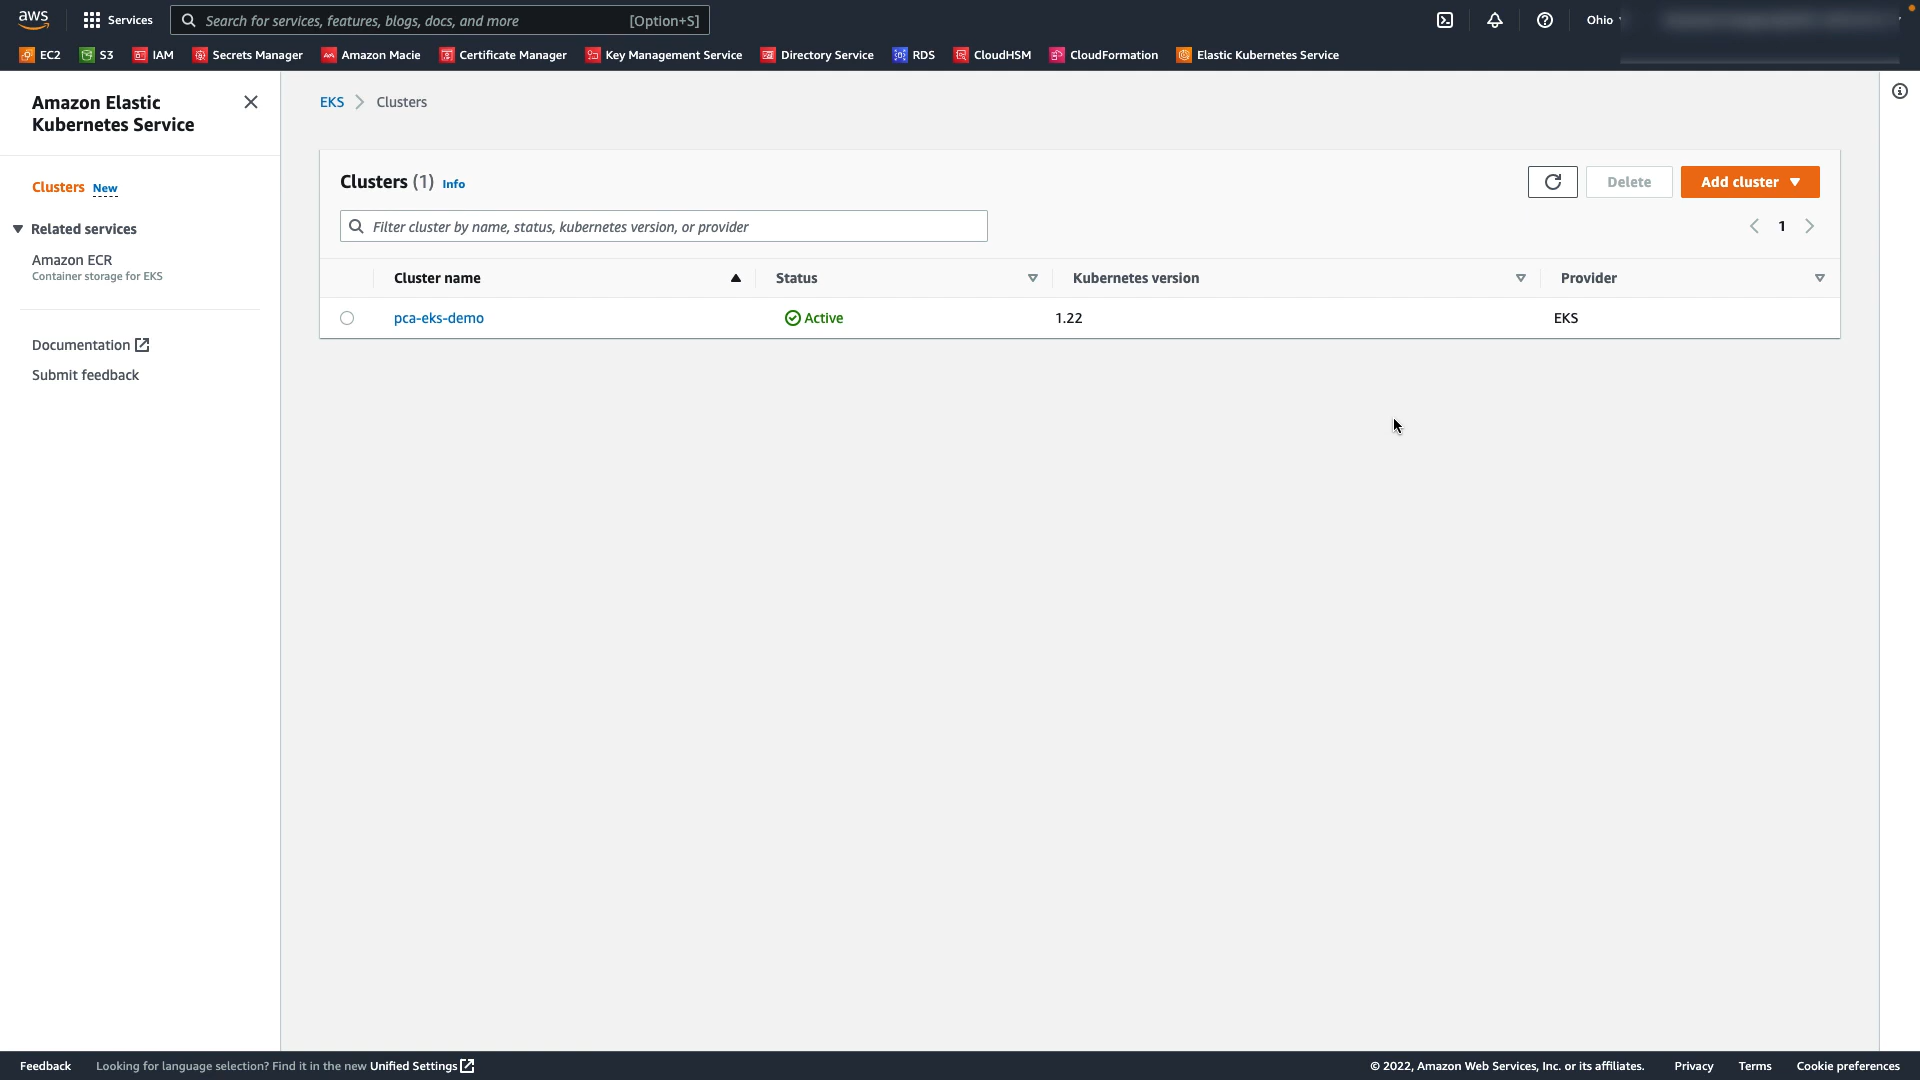 aws Services Search for services, features, blogs, docs, and more [Option+S] Ohio
EC2 S3 IAM Secrets Manager Amazon Macie Certificate Manager Key Management Service Directory Service RDS CloudHSM CloudFormation Elastic Kubernetes Service
Amazon Elastic
Kubernetes Service
Clusters New
Related services
Amazon ECR
Container storage for EKS
Documentation
Submit feedback
EKS Clusters
Clusters (1) Info Delete Add cluster
Filter cluster by name, status, kubernetes version, or provider 1
Cluster name Status Kubernetes version Provider
pca-eks-demo Active 1.22 EKS
Feedback Looking for language selection? Find it in the new Unified Settings © 2022, Amazon Web Services, Inc. or its affiliates. Privacy Terms Cookie preferences